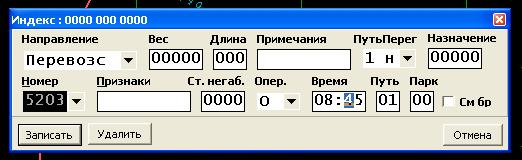 Индекс : 0000 000 0000
Направление Вес Длина Примечания ПутьПерег Назначение
Перевозс 00000 000 1 н 00000
Номер Признаки Ст. негаб. Опер. Время Путь Парк
5203 0000 О 08:45 01 00 См бр
Записать Удалить Отмена